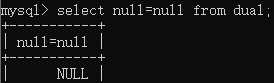 mysql> select null=null from dual;
+-----------+
| null=null |
+-----------+
|      NULL |